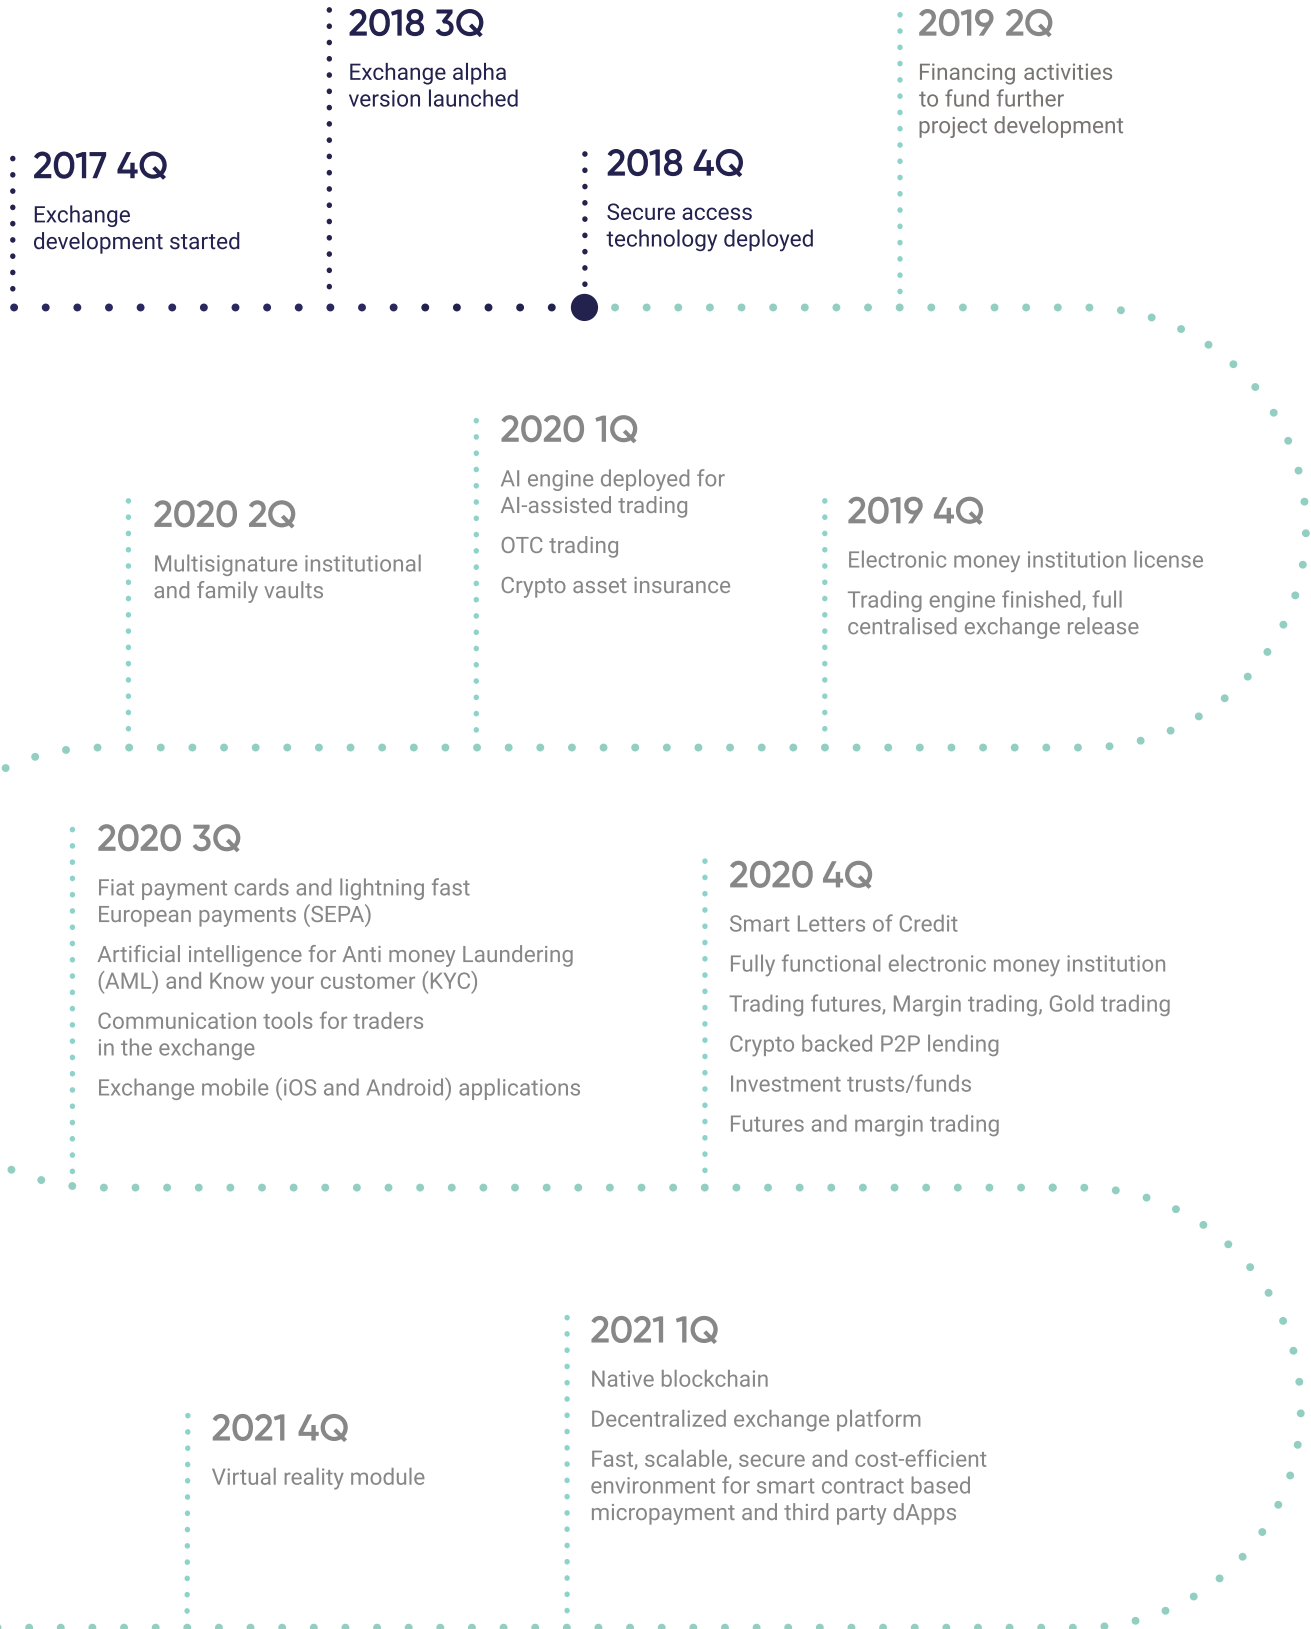 2017 4Q
Exchange
development started
2018 3Q
Exchange alpha
version launched
2018 4Q
Secure access
technology deployed
2019 2Q
Financing activities
to fund further
project development
2019 4Q
Electronic money institution license
Trading engine finished, full
centralised exchange release
2020 1Q
AI engine deployed for
AI-assisted trading
OTC trading
Crypto asset insurance
2020 2Q
Multisignature institutional
and family vaults
2020 3Q
Fiat payment cards and lightning fast
European payments (SEPA)
Artificial intelligence for Anti money Laundering
(AML) and Know your customer (KYC)
Communication tools for traders
in the exchange
Exchange mobile (iOS and Android) applications
2020 4Q
Smart Letters of Credit
Fully functional electronic money institution
Trading futures, Margin trading, Gold trading
Crypto backed P2P lending
Investment trusts/funds
Futures and margin trading
2021 1Q
Native blockchain
Decentralized exchange platform
Fast, scalable, secure and cost-efficient
environment for smart contract based
micropayment and third party dApps
2021 4Q
Virtual reality module